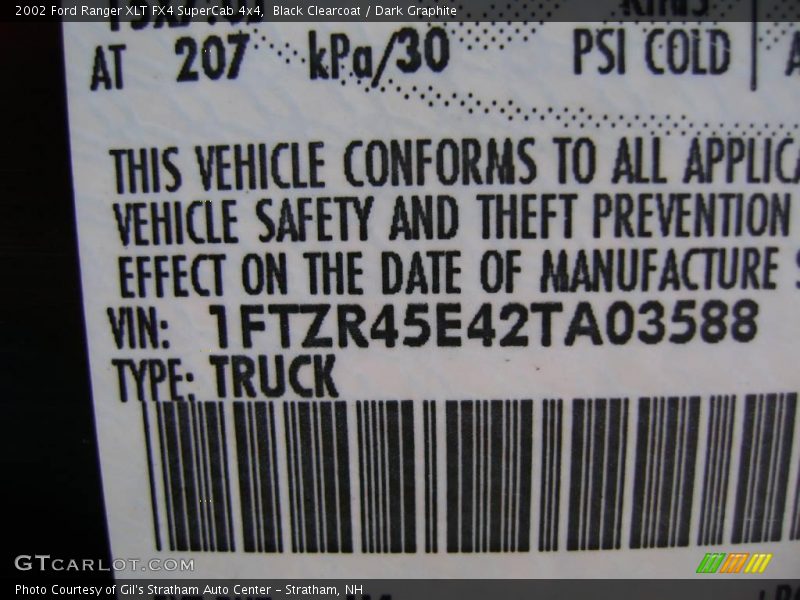 2002 Ford Ranger XLT FX4 SuperCab 4x4, Black Clearcoat / Dark Graphite
AT 207 kPa/30 PSI COLD
THIS VEHICLE CONFORMS TO ALL APPLICA
VEHICLE SAFETY AND THEFT PREVENTION
EFFECT ON THE DATE OF MANUFACTURE S
VIN: 1FTZR45E42TA03588
TYPE: TRUCK
GTCARLOT.COM
Photo Courtesy of Gil's Stratham Auto Center - Stratham, NH